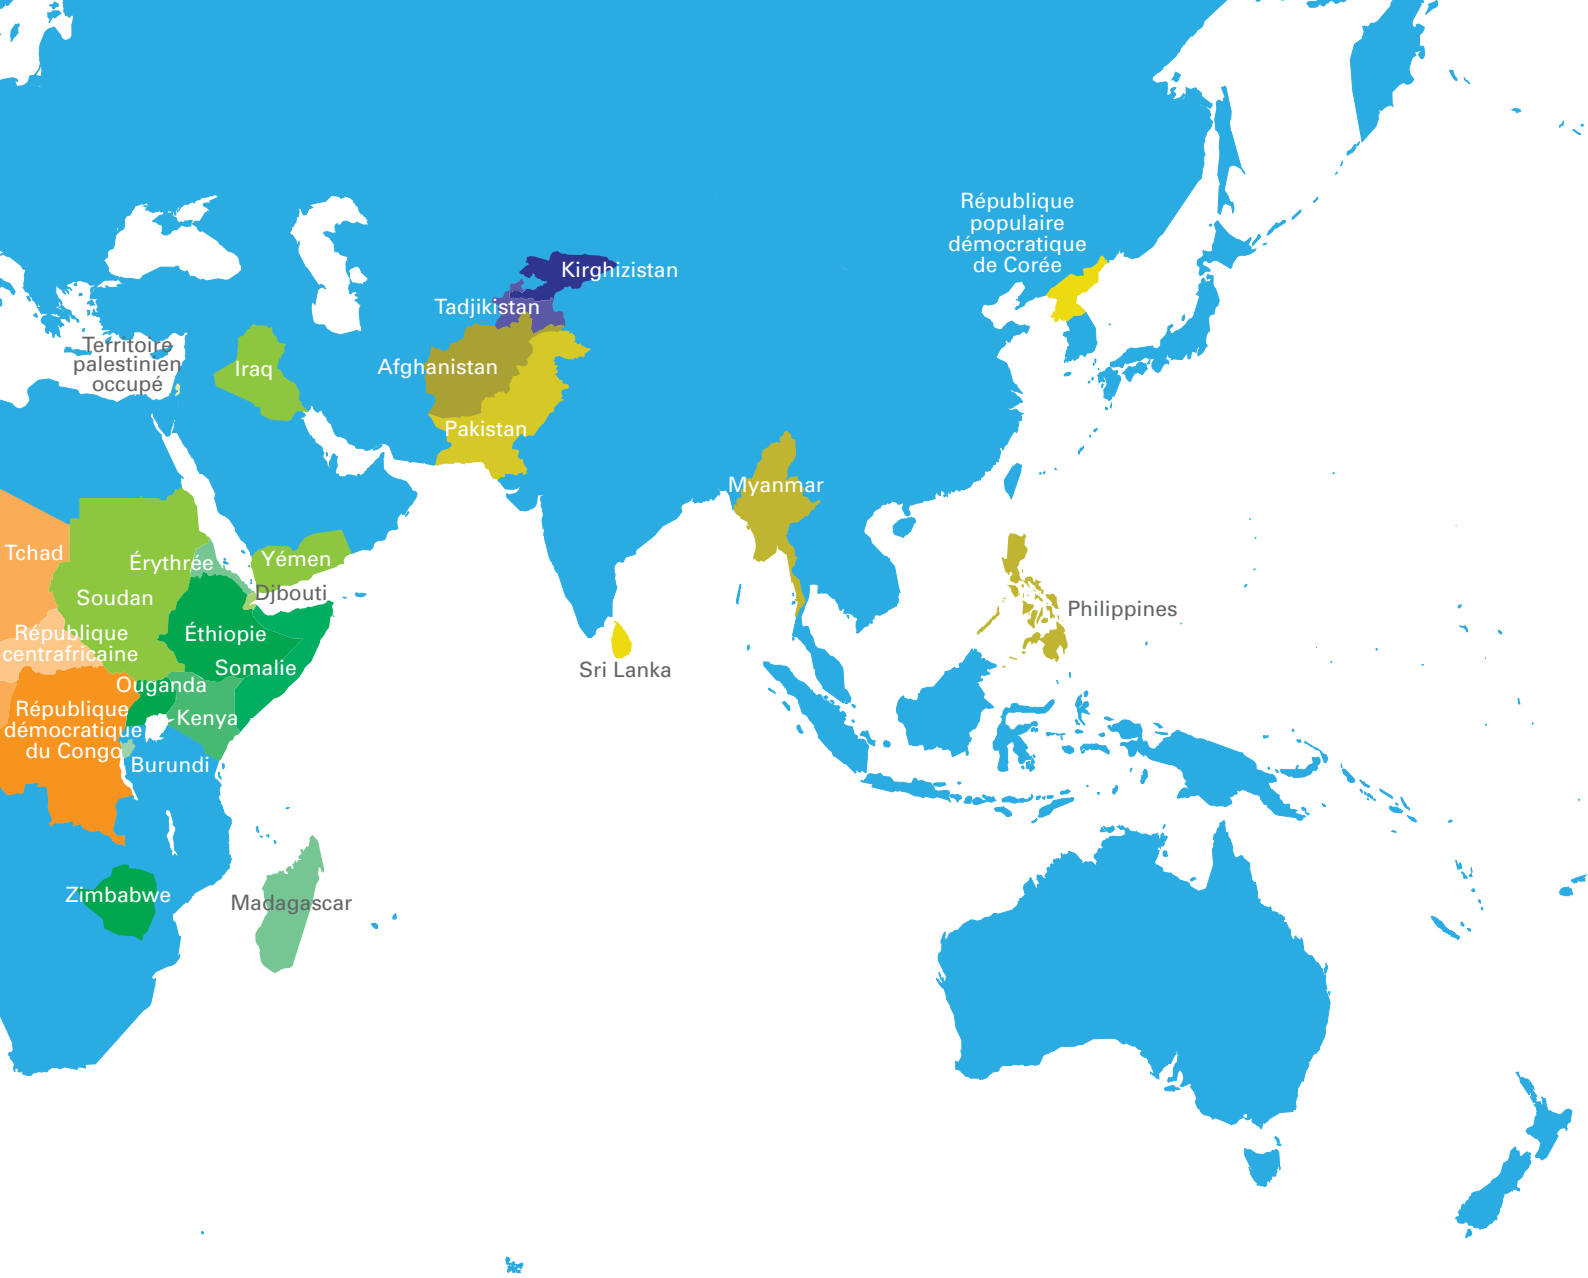 République
populaire
démocratique
de Corée
Kirghizistan
Tadjikistan
Territoire
palestinien
occupé
Iraq
Afghanistan
Pakistan
Myanmar
Tchad
Érythrée
Yémen
Djbouti
Soudan
Philippines
République
centrafricaine
Éthiopie
Somalie
Sri Lanka
Ouganda
République
démocratique
du Congo
Kenya
Burundi
Zimbabwe
Madagascar